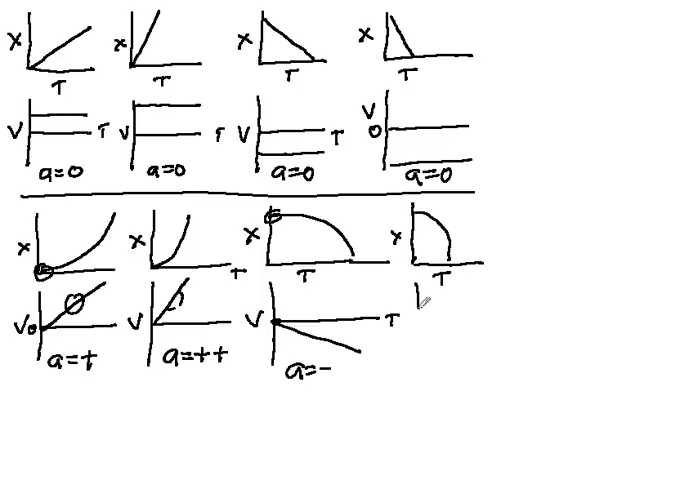 X X X X
T T T T
V T V T V T V
0
a=0 a=0 a=0 a=0
X X X X
T T T
V0 V V T
a=+ a=++ a=-